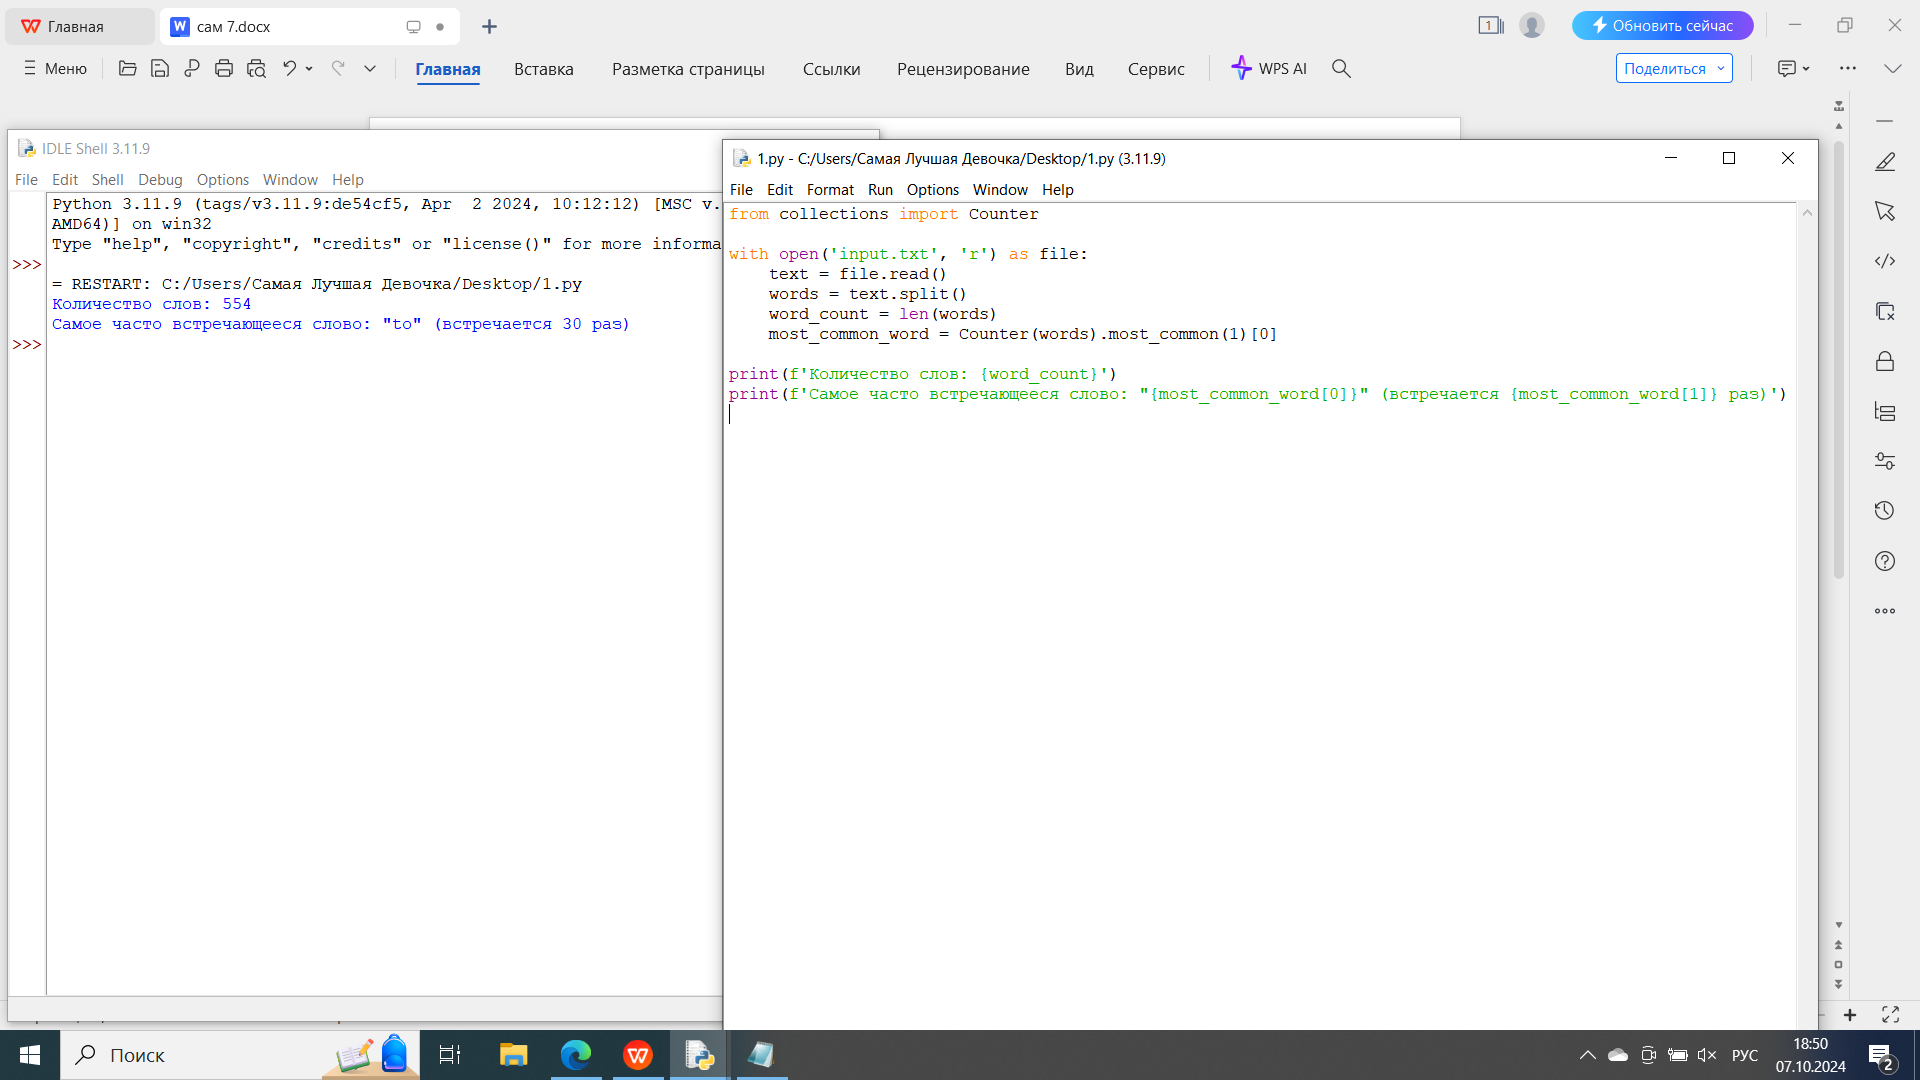 Главная
сам 7.docx
1
Обновить сейчас
Меню
Главная
Вставка
Разметка страницы
Ссылки
Рецензирование
Вид
Сервис
WPS AI
Поделиться
IDLE Shell 3.11.9
File Edit Shell Debug Options Window Help
Python 3.11.9 (tags/v3.11.9:de54cf5, Apr  2 2024, 10:12:12) [MSC v.
AMD64)] on win32
Type "help", "copyright", "credits" or "license()" for more informa
>>>
= RESTART: C:/Users/Самая Лучшая Девочка/Desktop/1.py
Количество слов: 554
Самое часто встречающееся слово: "to" (встречается 30 раз)
>>>
1.py - C:/Users/Самая Лучшая Девочка/Desktop/1.py (3.11.9)
File Edit Format Run Options Window Help
from collections import Counter
with open('input.txt', 'r') as file:
    text = file.read()
    words = text.split()
    word_count = len(words)
    most_common_word = Counter(words).most_common(1)[0]
print(f'Количество слов: {word_count}')
print(f'Самое часто встречающееся слово: "{most_common_word[0]}" (встречается {most_common_word[1]} раз)')
Поиск
РУС
18:50
07.10.2024
2